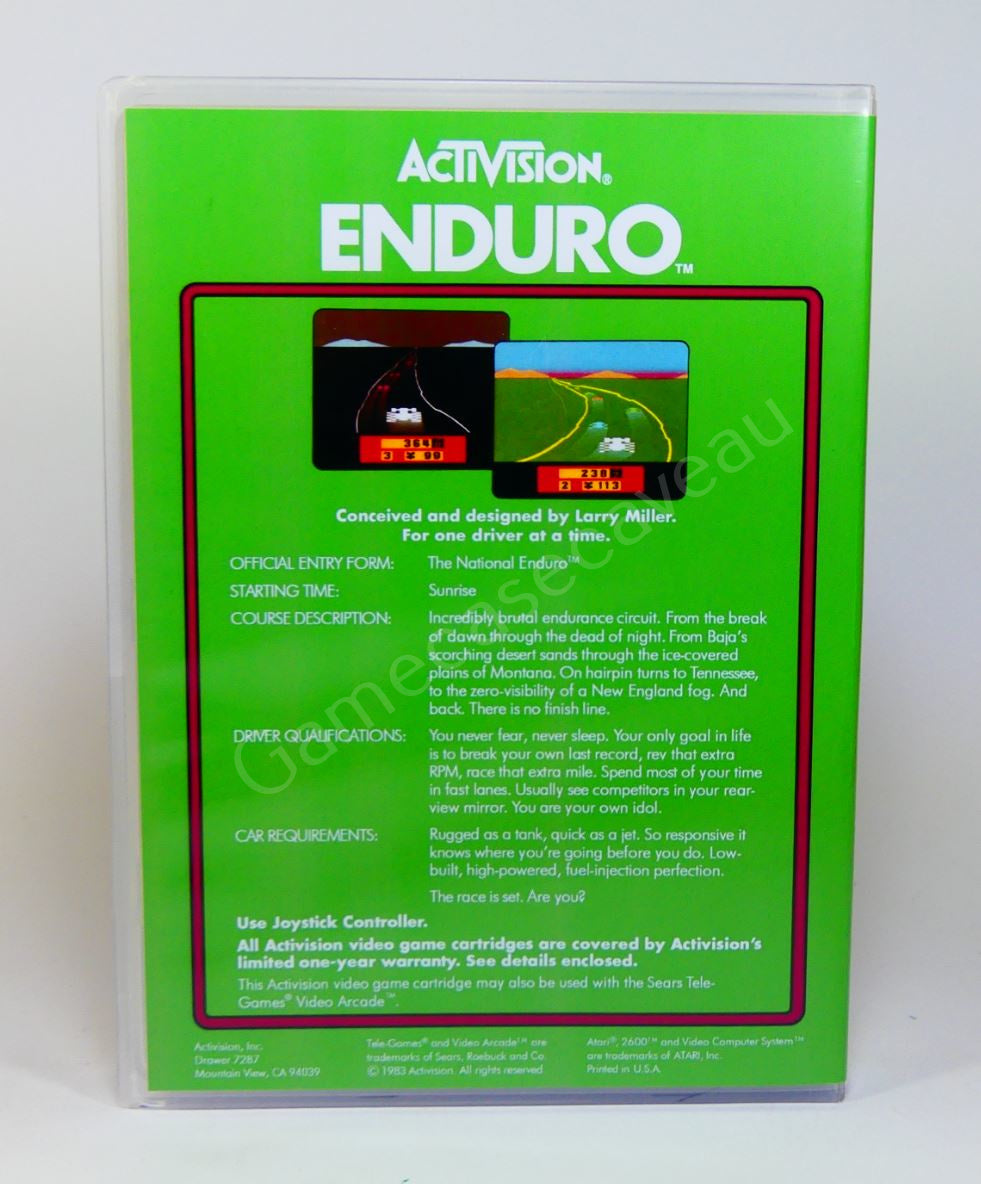 ACTIVISION®
ENDURO™
364
3 99
238
2 113
Conceived and designed by Larry Miller.
For one driver at a time.
OFFICIAL ENTRY FORM: The National Enduro™
STARTING TIME: Sunrise
COURSE DESCRIPTION: Incredibly brutal endurance circuit. From the break
of dawn through the dead of night. From Baja's
scorching desert sands through the ice-covered
plains of Montana. On hairpin turns to Tennessee,
to the zero-visibility of a New England fog. And
back. There is no finish line.
DRIVER QUALIFICATIONS: You never fear, never sleep. Your only goal in life
is to break your own last record, rev that extra
RPM, race that extra mile. Spend most of your time
in fast lanes. Usually see competitors in your rear-
view mirror. You are your own idol.
CAR REQUIREMENTS: Rugged as a tank, quick as a jet. So responsive it
knows where you're going before you do. Low-
built, high-powered, fuel-injection perfection.
The race is set. Are you?
Use Joystick Controller.
All Activision video game cartridges are covered by Activision's
limited one-year warranty. See details enclosed.
This Activision video game cartridge may also be used with the Sears Tele-
Games® Video Arcade™.
Activision, Inc.
Drawer 7287
Mountain View, CA 94039
Tele-Games® and Video Arcade™ are
trademarks of Sears, Roebuck and Co.
© 1983 Activision. All rights reserved.
Atari®, 2600™ and Video Computer System™
are trademarks of ATARI, Inc.
Printed in U.S.A.
Gamecasecaveau